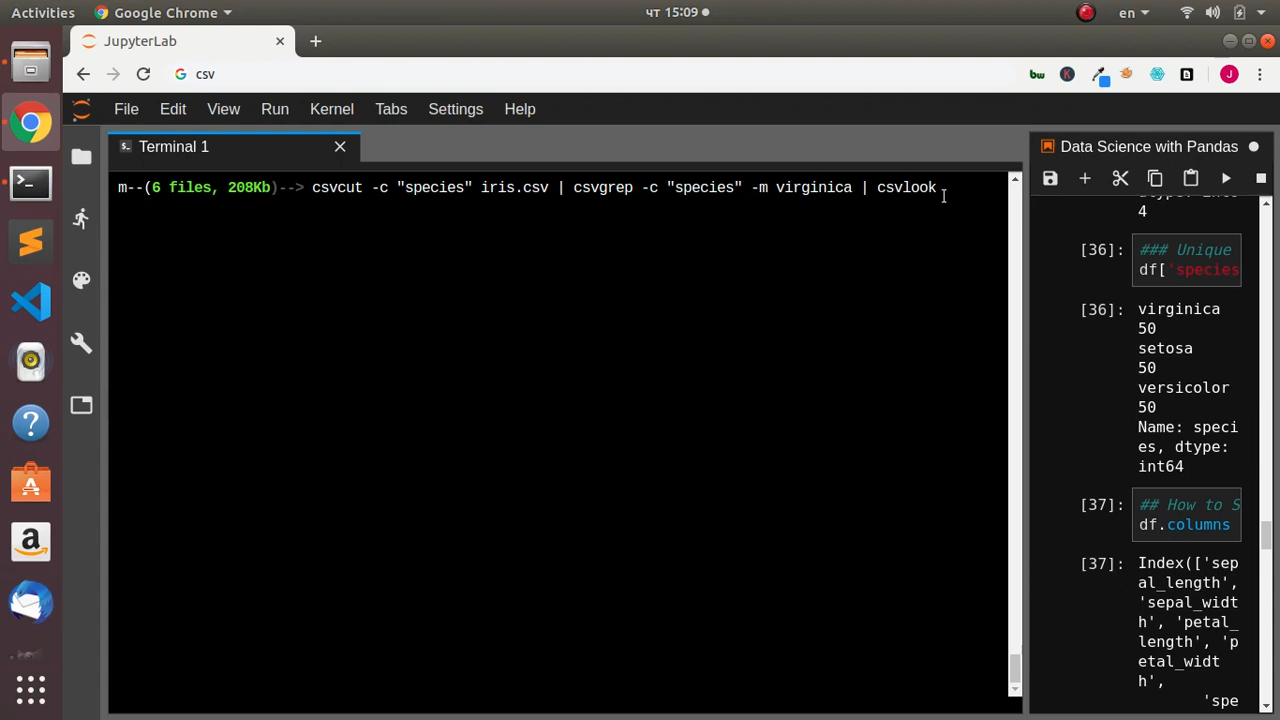 Activities
Google Chrome
чт 15:09
en
JupyterLab
csv
bw
K
J
File Edit View Run Kernel Tabs Settings Help
Terminal 1
m--(6 files, 208Kb)--> csvcut -c "species" iris.csv | csvgrep -c "species" -m virginica | csvlook
Data Science with Pandas
4
[36]:
### Unique
df['species
[36]:
virginica
50
setosa
50
versicolor
50
Name: speci
es, dtype:
int64
[37]:
## How to S
df.columns
[37]:
Index(['sep
al_length',
'sepal_widt
h', 'petal_
length', 'p
etal_widt
h',
'spe